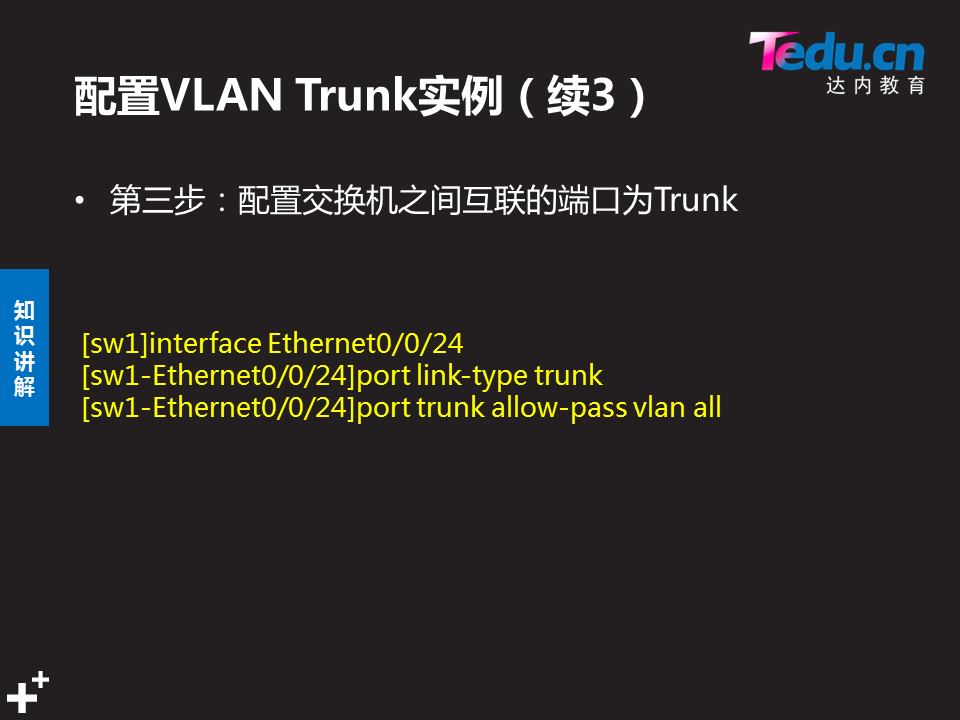 Tedu.cn
达内教育
配置VLAN Trunk实例（续3）
• 第三步：配置交换机之间互联的端口为Trunk
知识讲解
[sw1]interface Ethernet0/0/24
[sw1-Ethernet0/0/24]port link-type trunk
[sw1-Ethernet0/0/24]port trunk allow-pass vlan all